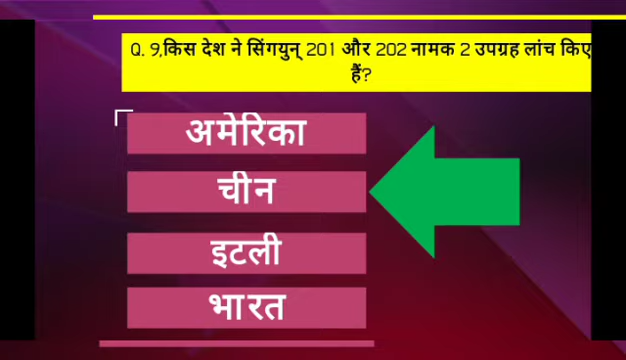 Q. 9,किस देश ने सिंगयुन् 201 और 202 नामक 2 उपग्रह लांच किए
हैं?
अमेरिका
चीन
इटली
भारत